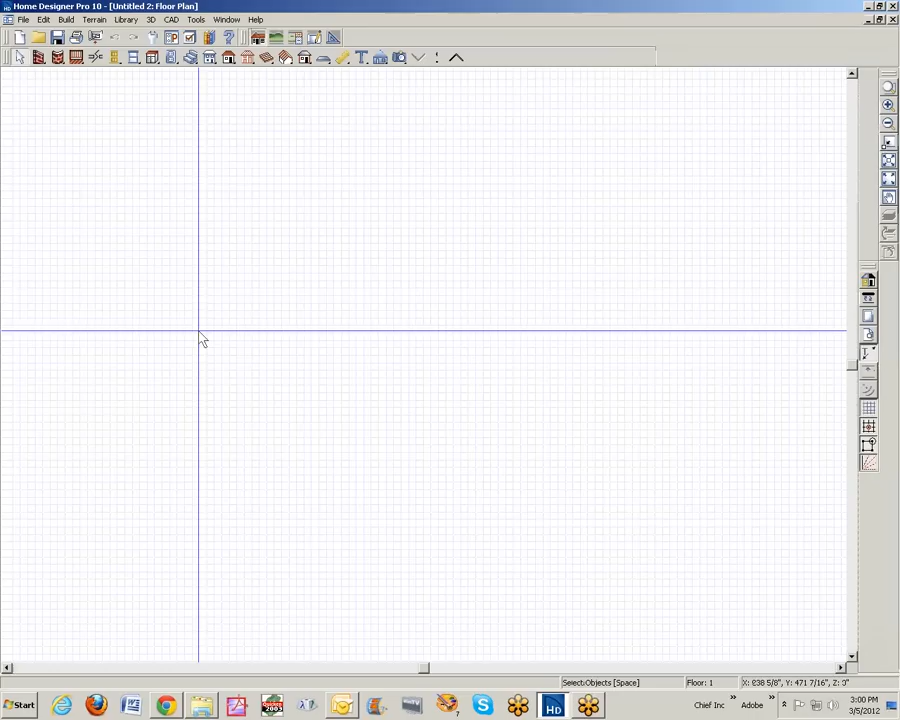 Home Designer Pro 10 - [Untitled 2: Floor Plan]
File Edit Build Terrain Library 3D CAD Tools Window Help
Select Objects [Space] Floor: 1 X: 238 5/8", Y: 471 7/16", Z: 3"
Start Chief Inc Adobe 3:00 PM
3/5/2012